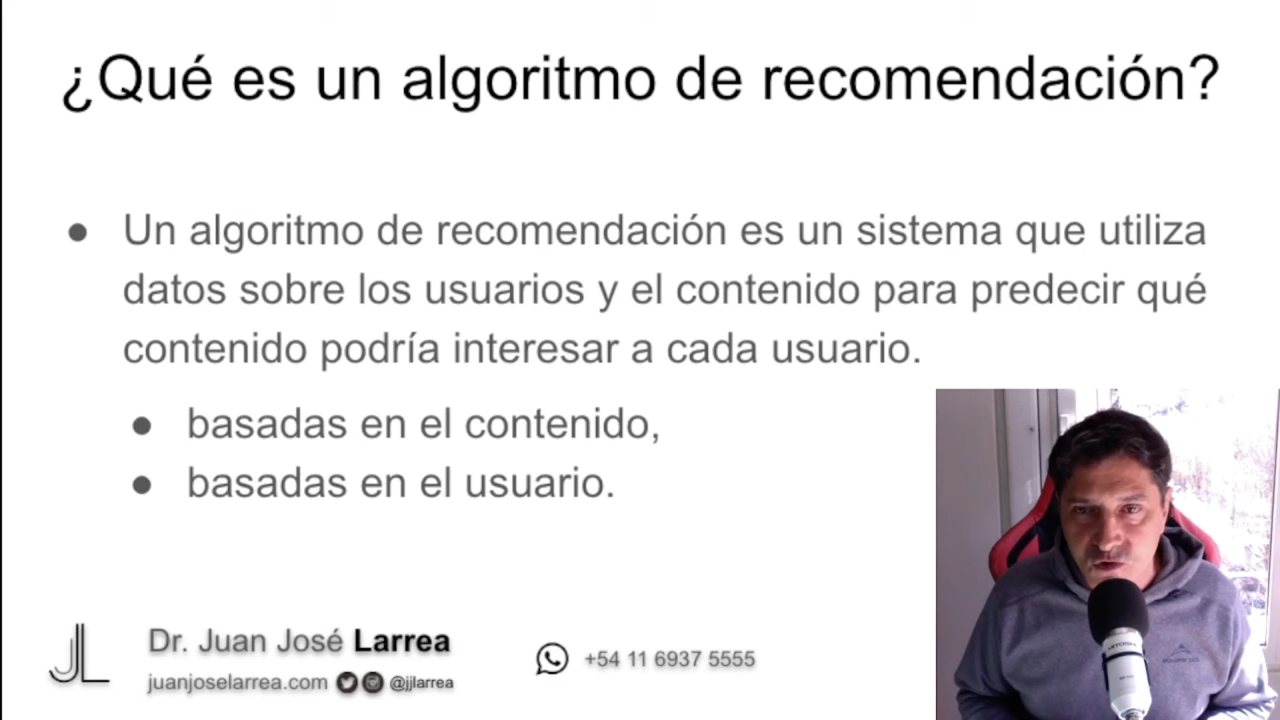 ¿Qué es un algoritmo de recomendación?
● Un algoritmo de recomendación es un sistema que utiliza
datos sobre los usuarios y el contenido para predecir qué
contenido podría interesar a cada usuario.
● basadas en el contenido,
● basadas en el usuario.
JL
Dr. Juan José Larrea
juanjoselarrea.com @jjlarrea
+54 11 6937 5555